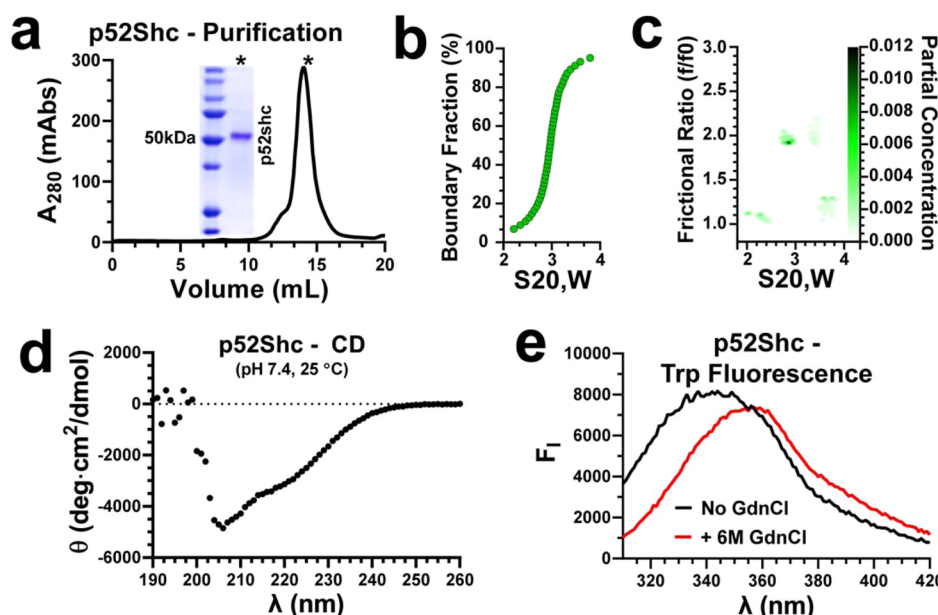 a
p52Shc - Purification
A280 (mAbs)
300
200
100
0
50kDa
*
p52shc
*
0
5
10
15
20
Volume (mL)
b
Boundary Fraction (%)
100
80
60
40
20
0
2
3
4
S20,W
c
Frictional Ratio (f/f0)
3.0
2.5
2.0
1.5
1.0
2
3
4
S20,W
0.012
0.010
0.008
0.006
0.004
0.002
0.000
Partial Concentration
d
p52Shc - CD
(pH 7.4, 25 °C)
θ (deg·cm²/dmol)
2000
0
-2000
-4000
-6000
190 200 210 220 230 240 250 260
λ (nm)
e
p52Shc -
Trp Fluorescence
FI
10000
8000
6000
4000
2000
0
No GdnCl
+ 6M GdnCl
320 340 360 380 400 420
λ (nm)